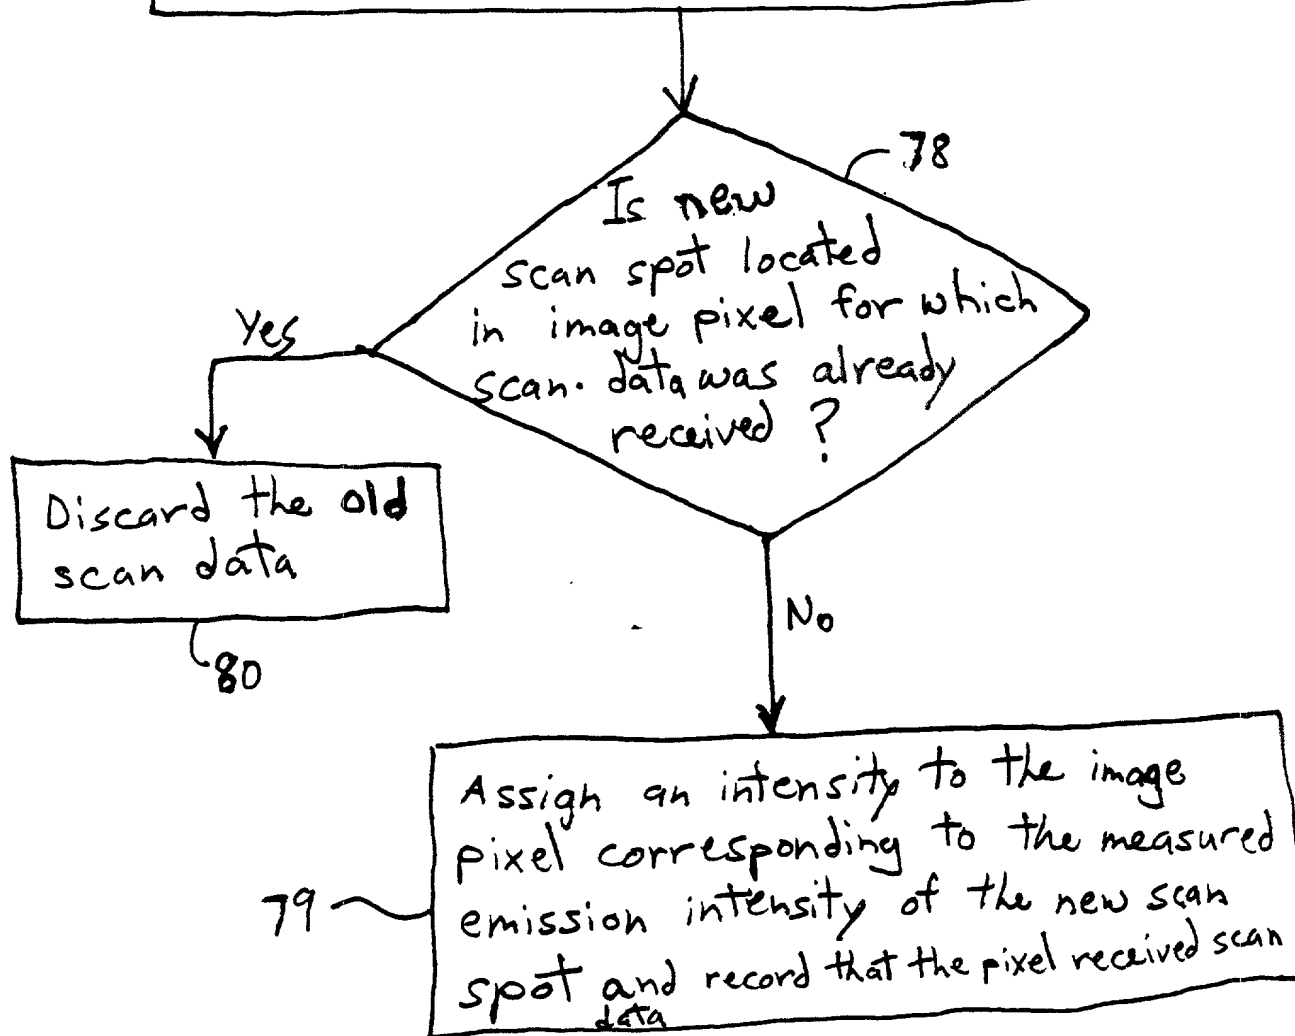 78
Is new
scan spot located
in image pixel for which
scan. data was already
received ?
Yes
Discard the old
scan data
80
No
Assign an intensity to the image
pixel corresponding to the measured
79
emission intensity of the new scan
spot and record that the pixel received scan
data